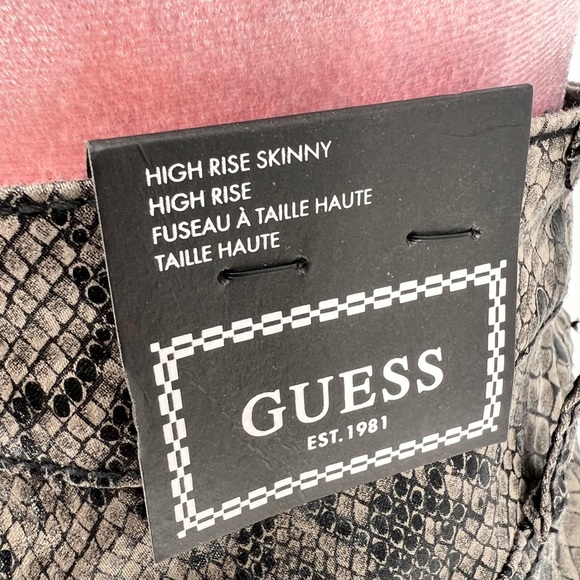 HIGH RISE SKINNY
HIGH RISE
FUSEAU À TAILLE HAUTE
TAILLE HAUTE
GUESS
EST. 1981